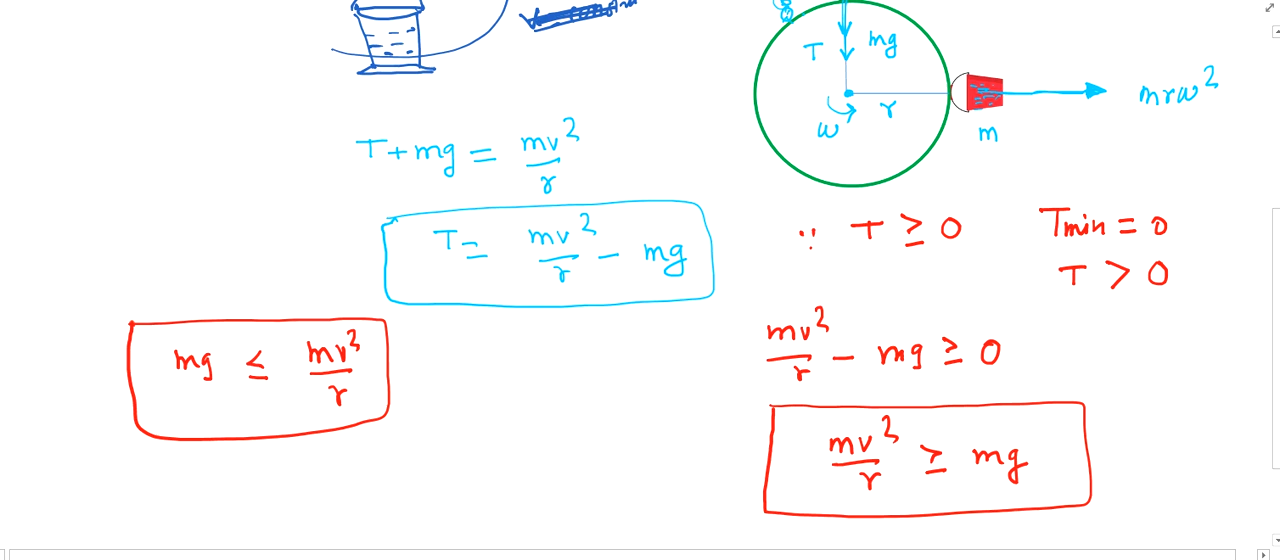 T mg
mrω²
ω r
m
T + mg = mv²/r
T = mv²/r - mg
∵ T ≥ 0 Tmin = 0
T > 0
mv²/r - mg ≥ 0
mg ≤ mv²/r
mv²/r ≥ mg